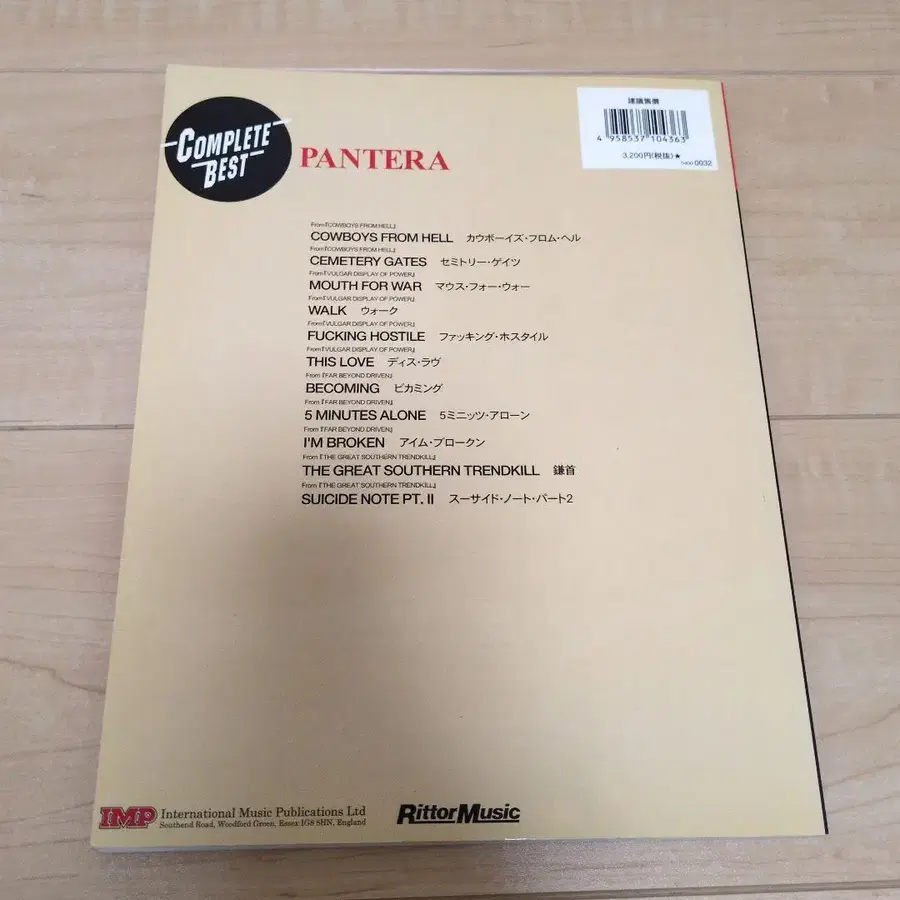 COMPLETE
BEST
PANTERA
建議售價
4 958537 104363
3,200円(税抜)★
0032
From『COWBOYS FROM HELL』
COWBOYS FROM HELL カウボーイズ・フロム・ヘル
From『COWBOYS FROM HELL』
CEMETERY GATES セミトリー・ゲイツ
From『VULGAR DISPLAY OF POWER』
MOUTH FOR WAR マウス・フォー・ウォー
From『VULGAR DISPLAY OF POWER』
WALK ウォーク
From『VULGAR DISPLAY OF POWER』
FUCKING HOSTILE ファッキング・ホスタイル
From『VULGAR DISPLAY OF POWER』
THIS LOVE ディス・ラヴ
From『FAR BEYOND DRIVEN』
BECOMING ビカミング
From『FAR BEYOND DRIVEN』
5 MINUTES ALONE 5ミニッツ・アローン
From『FAR BEYOND DRIVEN』
I'M BROKEN アイム・ブロークン
From『THE GREAT SOUTHERN TRENDKILL』
THE GREAT SOUTHERN TRENDKILL 鎌首
From『THE GREAT SOUTHERN TRENDKILL』
SUICIDE NOTE PT. II スーサイド・ノート・パート2
IMP International Music Publications Ltd
Southend Road, Woodford Green, Essex IG8 8HN, England
RittorMusic